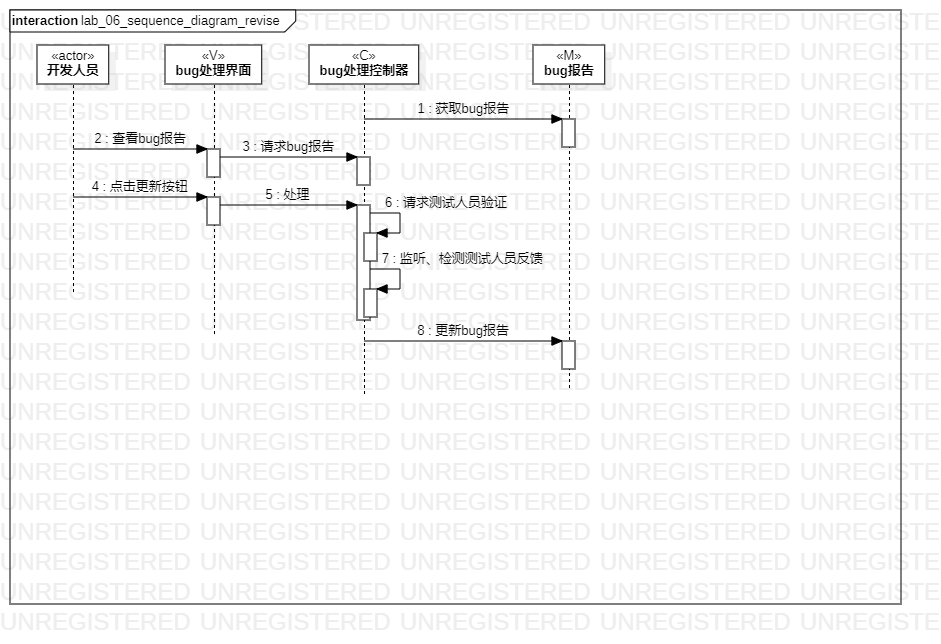 interaction lab_06_sequence_diagram_revise
«actor» «V» «C» «M»
开发人员 bug处理界面 bug处理控制器 bug报告
1 : 获取bug报告
2 : 查看bug报告
3 : 请求bug报告
4 : 点击更新按钮
5 : 处理
6 : 请求测试人员验证
7 : 监听、检测测试人员反馈
8 : 更新bug报告
UNREGISTERED UNREGISTERED UNREGISTERED UNREGISTERED UNREGISTERED